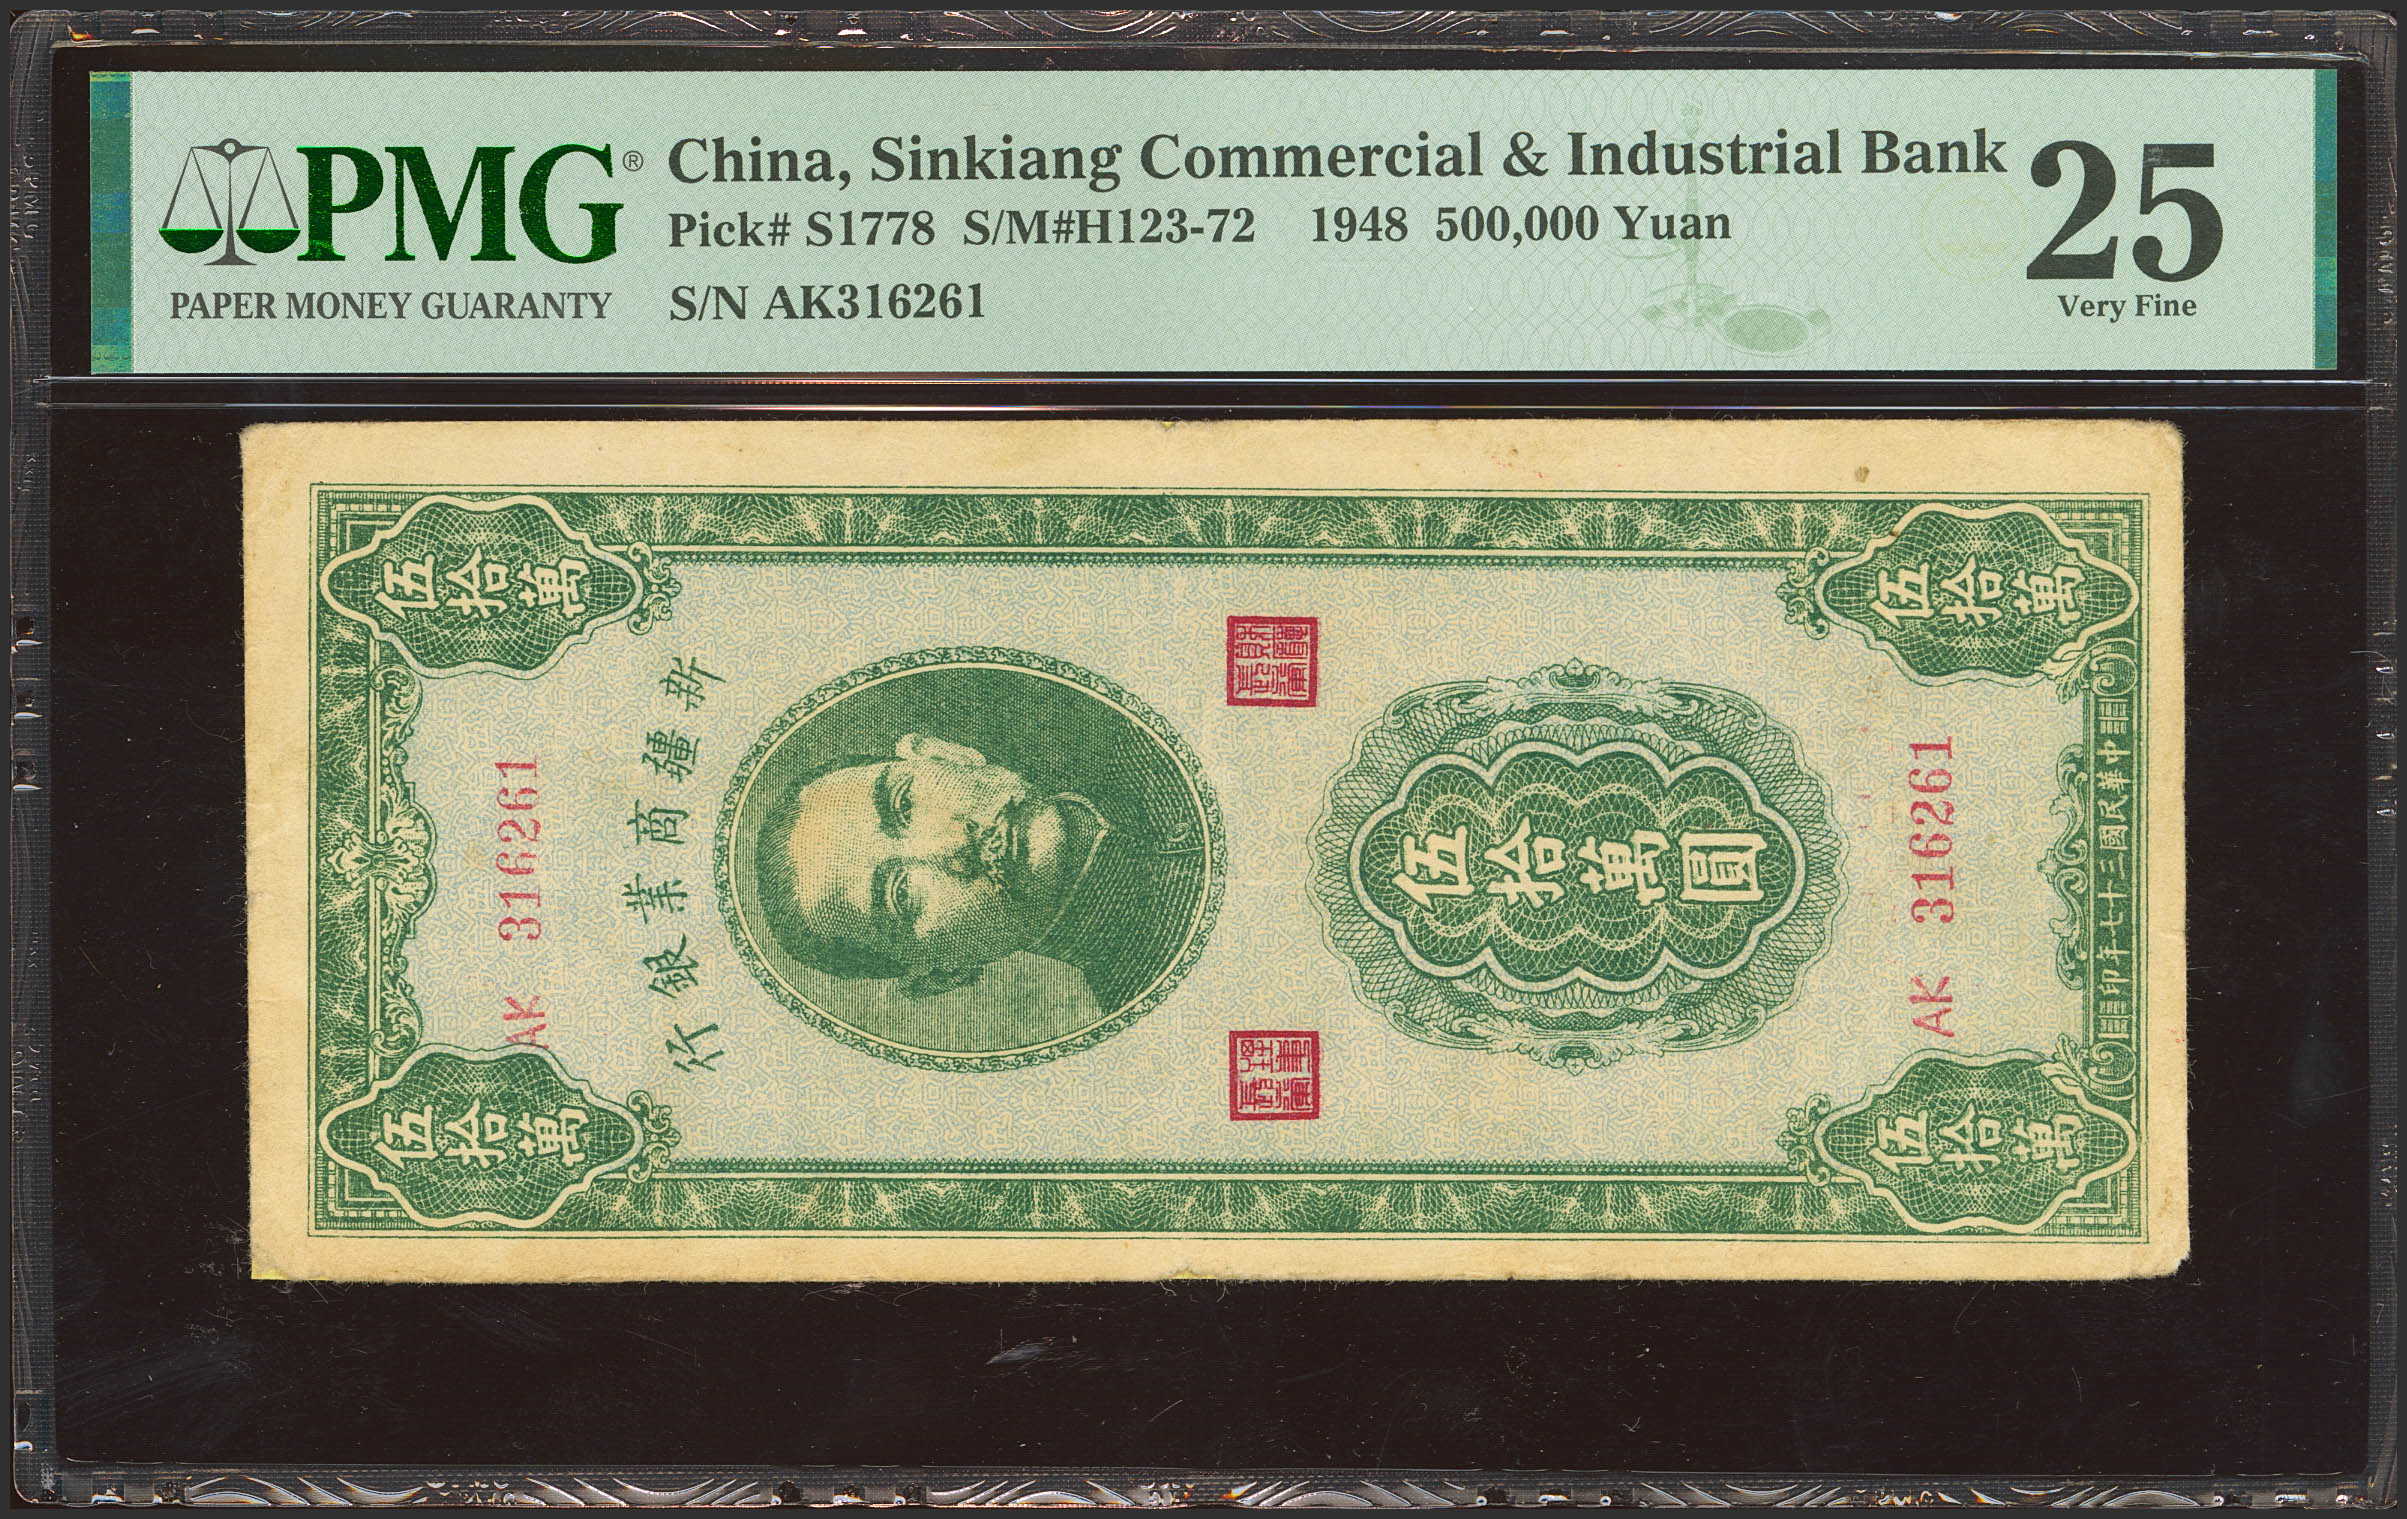 PMG®
PAPER MONEY GUARANTY
China, Sinkiang Commercial & Industrial Bank
Pick# S1778 S/M#H123-72 1948 500,000 Yuan
S/N AK316261
25
Very Fine
伍拾萬
伍拾萬
AK 316261
新疆商業銀行
伍拾萬圓
AK 316261
伍拾萬
伍拾萬
中華民國三十七年印